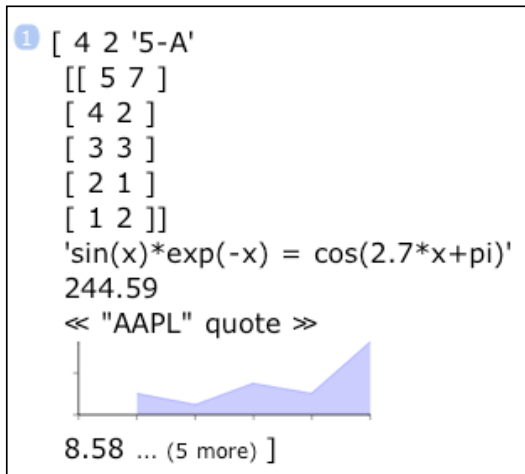 1 [ 4 2 '5-A'
[[ 5 7 ]
[ 4 2 ]
[ 3 3 ]
[ 2 1 ]
[ 1 2 ]]
'sin(x)*exp(-x) = cos(2.7*x+pi)'
244.59
≪ "AAPL" quote ≫
8.58 ... (5 more) ]